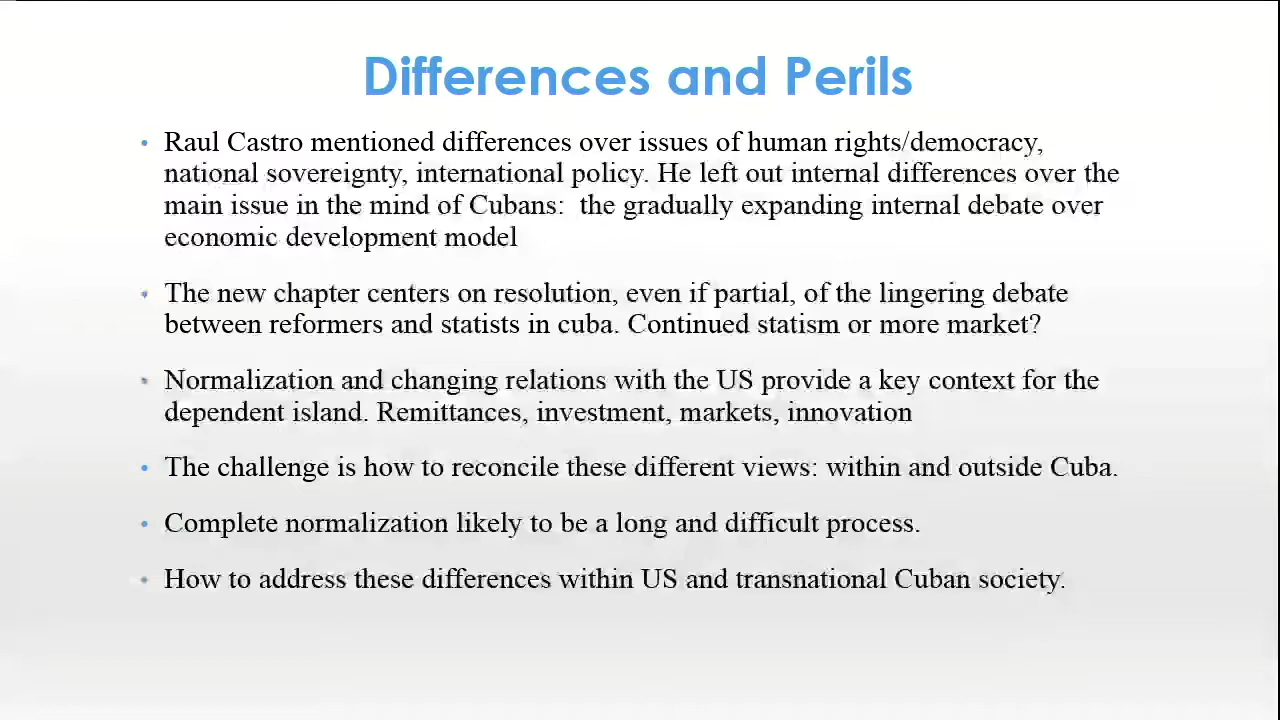 Differences and Perils
• Raul Castro mentioned differences over issues of human rights/democracy,
national sovereignty, international policy. He left out internal differences over the
main issue in the mind of Cubans:  the gradually expanding internal debate over
economic development model
• The new chapter centers on resolution, even if partial, of the lingering debate
between reformers and statists in cuba. Continued statism or more market?
• Normalization and changing relations with the US provide a key context for the
dependent island. Remittances, investment, markets, innovation
• The challenge is how to reconcile these different views: within and outside Cuba.
• Complete normalization likely to be a long and difficult process.
• How to address these differences within US and transnational Cuban society.